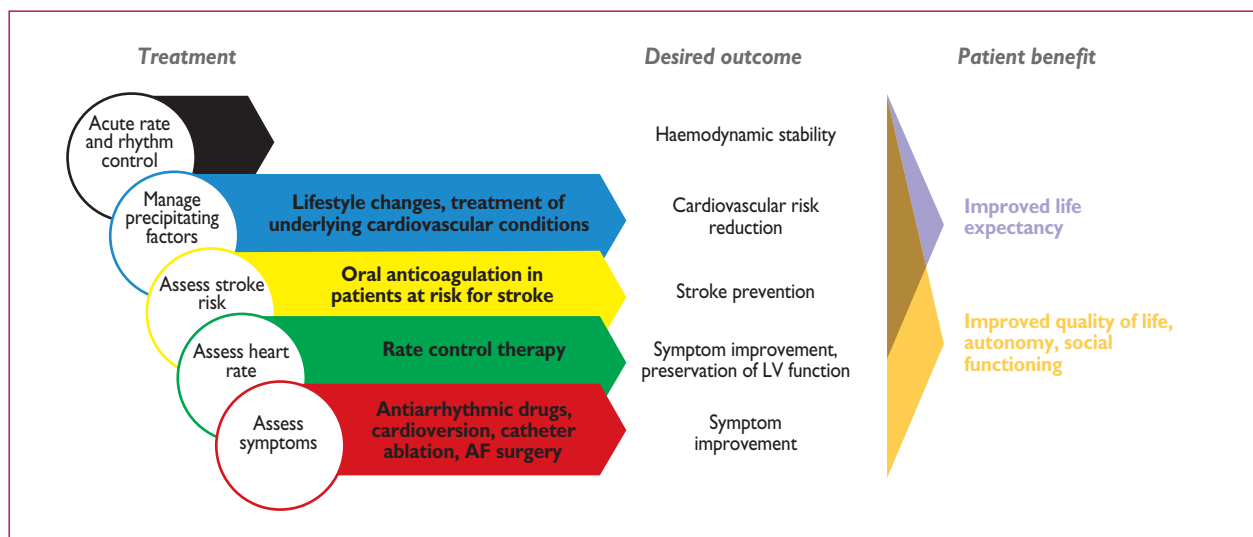 Treatment
Desired outcome
Patient benefit
Acute rate
and rhythm
control
Haemodynamic stability
Manage
precipitating
factors
Lifestyle changes, treatment of
underlying cardiovascular conditions
Cardiovascular risk
reduction
Improved life
expectancy
Assess stroke
risk
Oral anticoagulation in
patients at risk for stroke
Stroke prevention
Assess heart
rate
Rate control therapy
Symptom improvement,
preservation of LV function
Improved quality of life,
autonomy, social
functioning
Assess
symptoms
Antiarrhythmic drugs,
cardioversion, catheter
ablation, AF surgery
Symptom
improvement